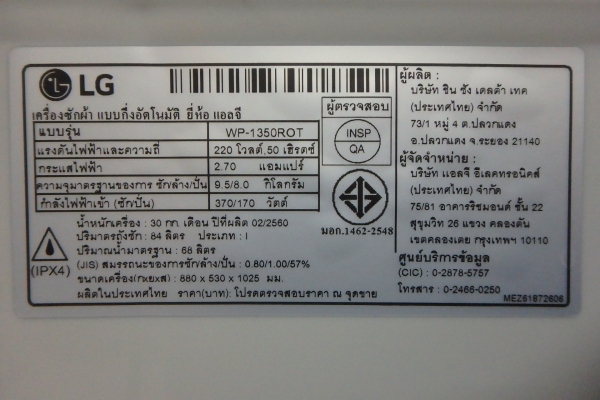 LG
เครื่องซักผ้า แบบกึ่งอัตโนมัติ ยี่ห้อ แอลจี
แบบรุ่น WP-1350ROT
แรงดันไฟฟ้าและความถี่ 220 โวลต์,50 เฮิรตซ์
กระแสไฟฟ้า 2.70 แอมแปร์
ความจุมาตรฐานของการ ซัก/ล้าง/ปั่น 9.5/8.0 กิโลกรัม
กำลังไฟฟ้าเข้า (ซัก/ปั่น) 370/170 วัตต์
น้ำหนักเครื่อง : 30 กก. เดือน ปีที่ผลิต 02/2560
ปริมาตรถังซัก : 84 ลิตร ประเภท : I
ปริมาณน้ำมาตรฐาน : 68 ลิตร
(IPX4)
(JIS) สมรรถนะของการซัก/ล้าง/ปั่น : 0.80/1.00/57%
ขนาดเครื่อง(กxยxส) : 880 x 530 x 1025 มม.
ผลิตในประเทศไทย ราคา(บาท): โปรดตรวจสอบราคา ณ จุดขาย
ผู้ตรวจสอบ
INSP
QA
มอก.1462-2548
ผู้ผลิต :
บริษัท ชิน ซัง เดลต้า เทค
(ประเทศไทย) จำกัด
73/1 หมู่ 4 ต.ปลวกแดง
อ.ปลวกแดง จ.ระยอง 21140
ผู้จัดจำหน่าย :
บริษัท แอลจี อีเลคทรอนิคส์
(ประเทศไทย) จำกัด
75/81 อาคารริชมอนด์ ชั้น 22
สุขุมวิท 26 แขวง คลองตัน
เขตคลองเตย กรุงเทพฯ 10110
ศูนย์บริการข้อมูล
(CIC) : 0-2878-5757
โทรสาร : 0-2466-0250
MEZ61872606